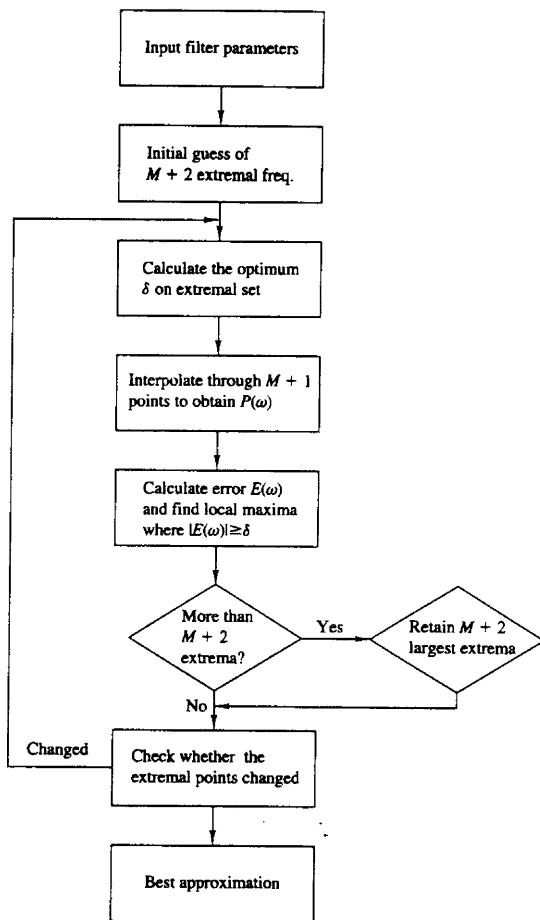 Input filter parameters
Initial guess of
M + 2 extremal freq.
Calculate the optimum
δ on extremal set
Interpolate through M + 1
points to obtain P(ω)
Calculate error E(ω)
and find local maxima
where |E(ω)|≥δ
More than
M + 2
extrema?
Yes
Retain M + 2
largest extrema
No
Changed
Check whether the
extremal points changed
Best approximation